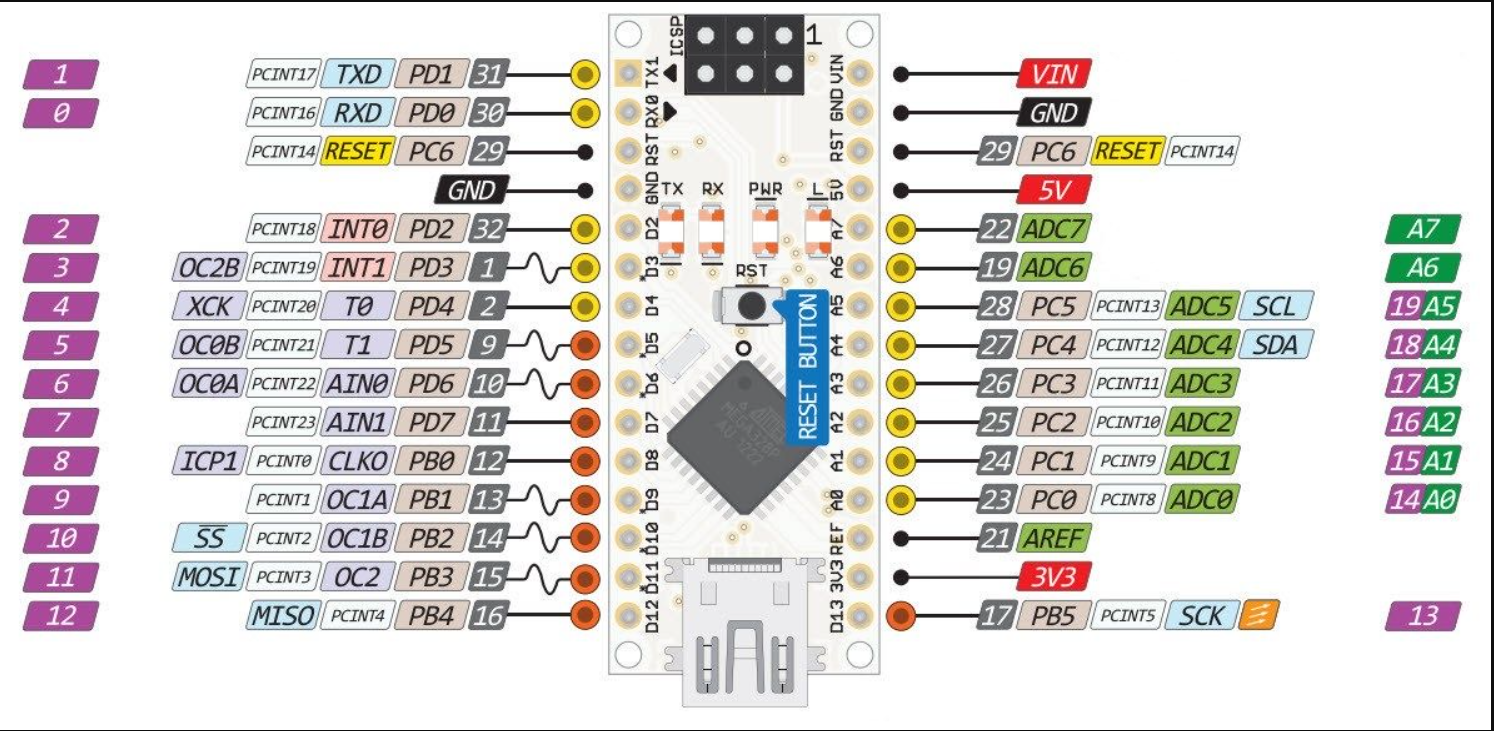 ICSP 1
1 PCINT17 TXD PD1 31 TX1 VIN VIN
0 PCINT16 RXD PD0 30 RX0 GND GND
PCINT14 RESET PC6 29 RST RST 29 PC6 RESET PCINT14
GND GND 5V 5V
TX RX PWR L
2 PCINT18 INT0 PD2 32 D2 A7 22 ADC7 A7
3 OC2B PCINT19 INT1 PD3 1 *D3 A6 19 ADC6 A6
RST
4 XCK PCINT20 T0 PD4 2 D4 A5 28 PC5 PCINT13 ADC5 SCL 19 A5
5 OC0B PCINT21 T1 PD5 9 *D5 A4 27 PC4 PCINT12 ADC4 SDA 18 A4
RESET BUTTON
6 OC0A PCINT22 AIN0 PD6 10 *D6 A3 26 PC3 PCINT11 ADC3 17 A3
7 PCINT23 AIN1 PD7 11 D7 A2 25 PC2 PCINT10 ADC2 16 A2
8 ICP1 PCINT0 CLKO PB0 12 D8 A1 24 PC1 PCINT9 ADC1 15 A1
9 PCINT1 OC1A PB1 13 *D9 A0 23 PC0 PCINT8 ADC0 14 A0
10 SS PCINT2 OC1B PB2 14 *D10 REF 21 AREF
11 MOSI PCINT3 OC2 PB3 15 *D11 3V3 3V3
12 MISO PCINT4 PB4 16 D12 D13 17 PB5 PCINT5 SCK 13